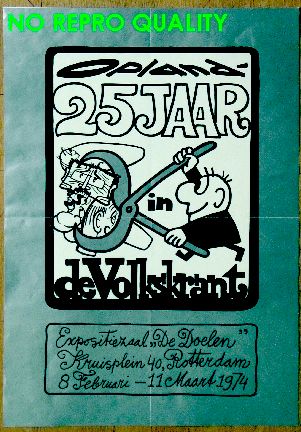 NO REPRO QUALITY
Opland
25 JAAR
in
de Volkskrant
Expositiezaal „De Doelen”
Kruisplein 40, Rotterdam
8 Februari - 11 Maart 1974